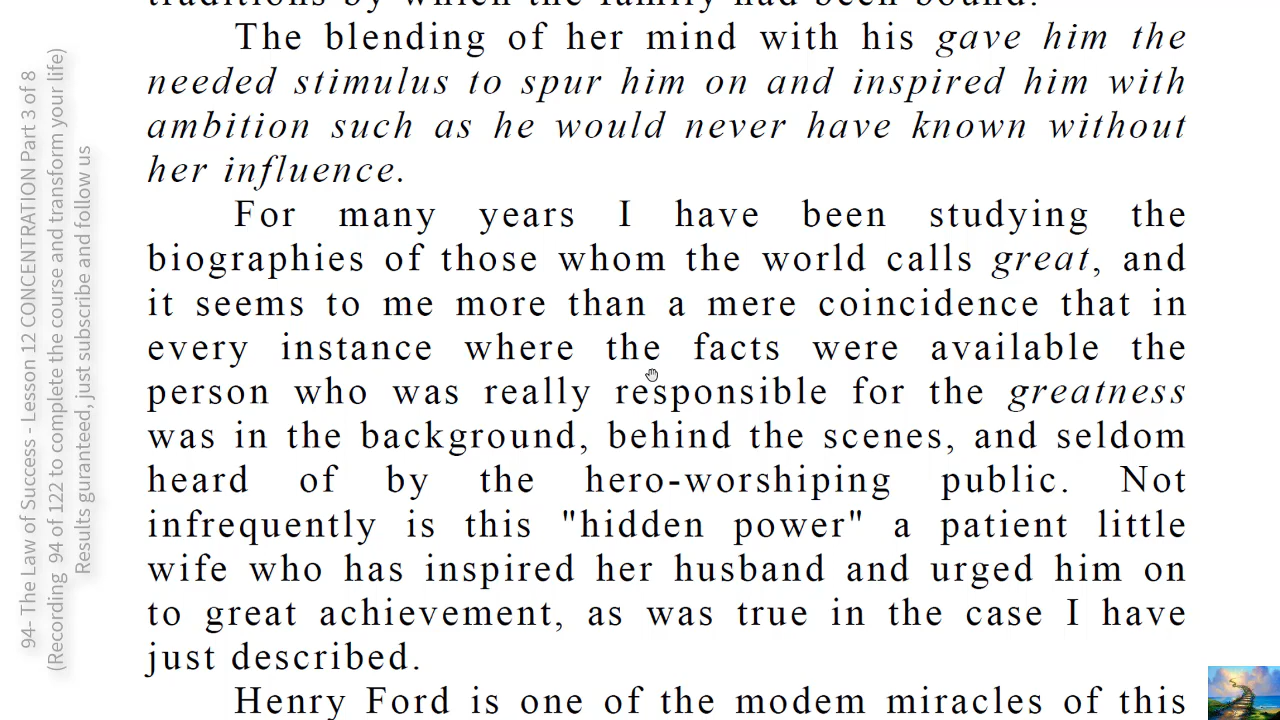 traditions by which the family had been bound.
The blending of her mind with his gave him the
needed stimulus to spur him on and inspired him with
ambition such as he would never have known without
her influence.
For many years I have been studying the
biographies of those whom the world calls great, and
it seems to me more than a mere coincidence that in
every instance where the facts were available the
person who was really responsible for the greatness
was in the background, behind the scenes, and seldom
heard of by the hero-worshiping public. Not
infrequently is this "hidden power" a patient little
wife who has inspired her husband and urged him on
to great achievement, as was true in the case I have
just described.
Henry Ford is one of the modem miracles of this
94- The Law of Success - Lesson 12 CONCENTRATION Part 3 of 8
(Recording 94 of 122 to complete the course and transform your life)
Results guranteed, just subscribe and follow us